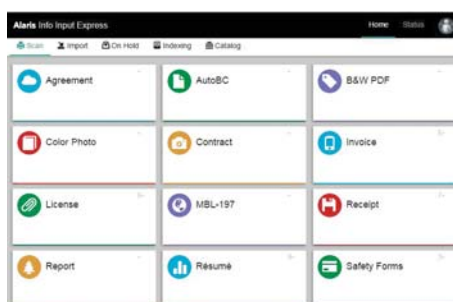 Alaris Info Input Express Home Status
Scan Import On Hold Indexing Catalog
Agreement AutoBC B&W PDF
Color Photo Contract Invoice
License MBL-197 Receipt
Report Résumé Safety Forms